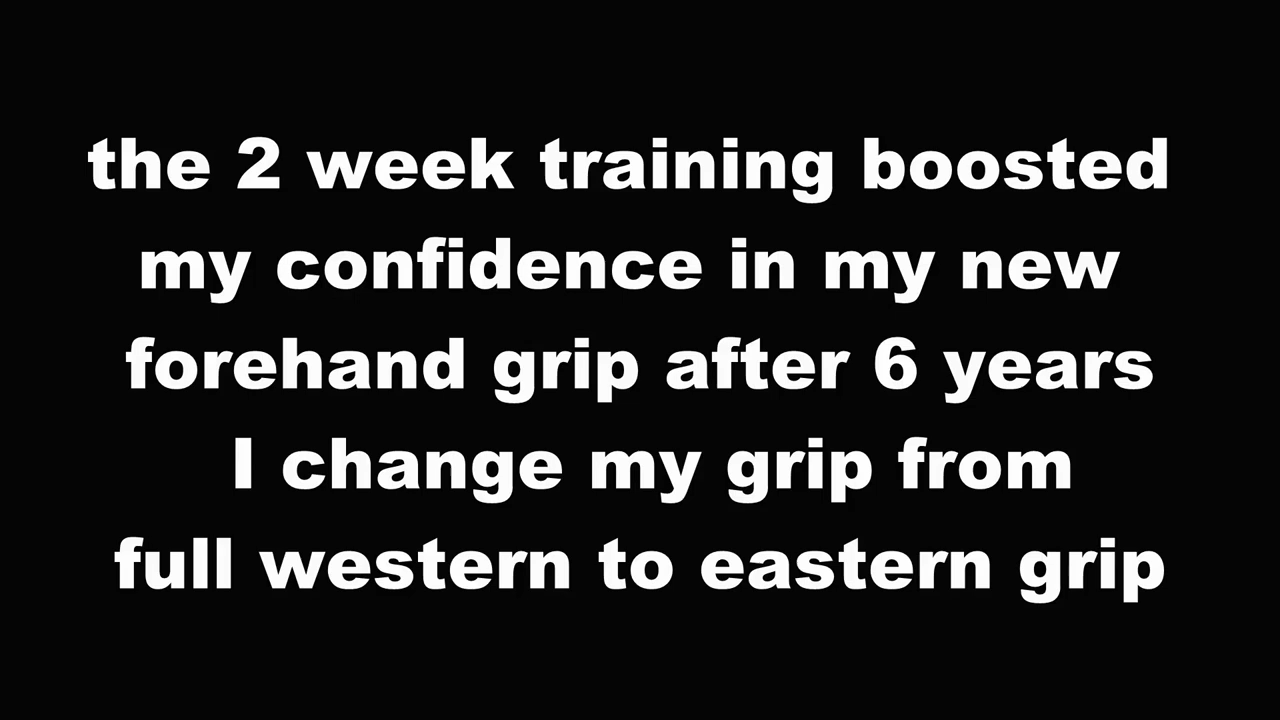 the 2 week training boosted
my confidence in my new
forehand grip after 6 years
I change my grip from
full western to eastern grip